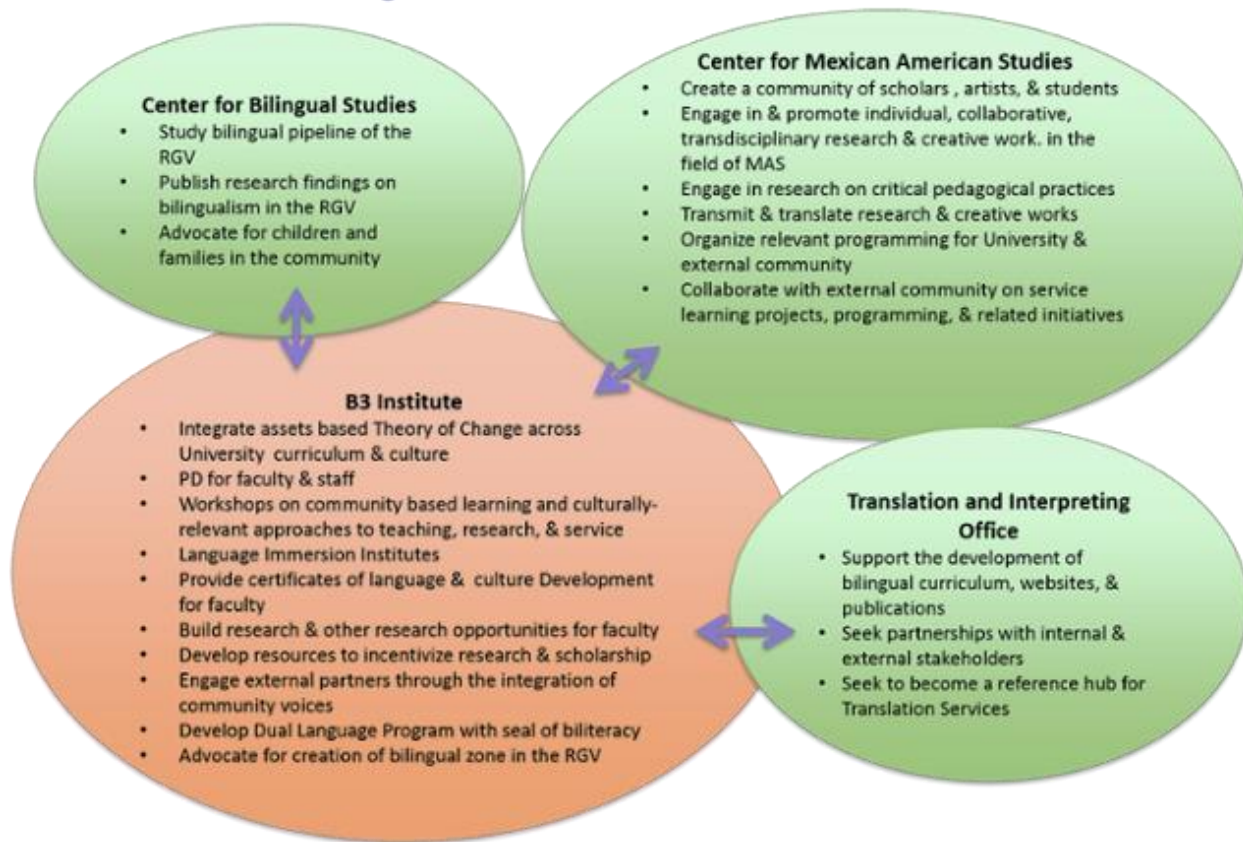 Center for Bilingual Studies
• Study bilingual pipeline of the
RGV
• Publish research findings on
bilingualism in the RGV
• Advocate for children and
families in the community
Center for Mexican American Studies
• Create a community of scholars , artists, & students
• Engage in & promote individual, collaborative,
transdisciplinary research & creative work. in the
field of MAS
• Engage in research on critical pedagogical practices
• Transmit & translate research & creative works
• Organize relevant programming for University &
external community
• Collaborate with external community on service
learning projects, programming, & related initiatives
B3 Institute
• Integrate assets based Theory of Change across
University curriculum & culture
• PD for faculty & staff
• Workshops on community based learning and culturally-
relevant approaches to teaching, research, & service
• Language Immersion Institutes
• Provide certificates of language & culture Development
for faculty
• Build research & other research opportunities for faculty
• Develop resources to incentivize research & scholarship
• Engage external partners through the integration of
community voices
• Develop Dual Language Program with seal of biliteracy
• Advocate for creation of bilingual zone in the RGV
Translation and Interpreting
Office
• Support the development of
bilingual curriculum, websites, &
publications
• Seek partnerships with internal &
external stakeholders
• Seek to become a reference hub for
Translation Services